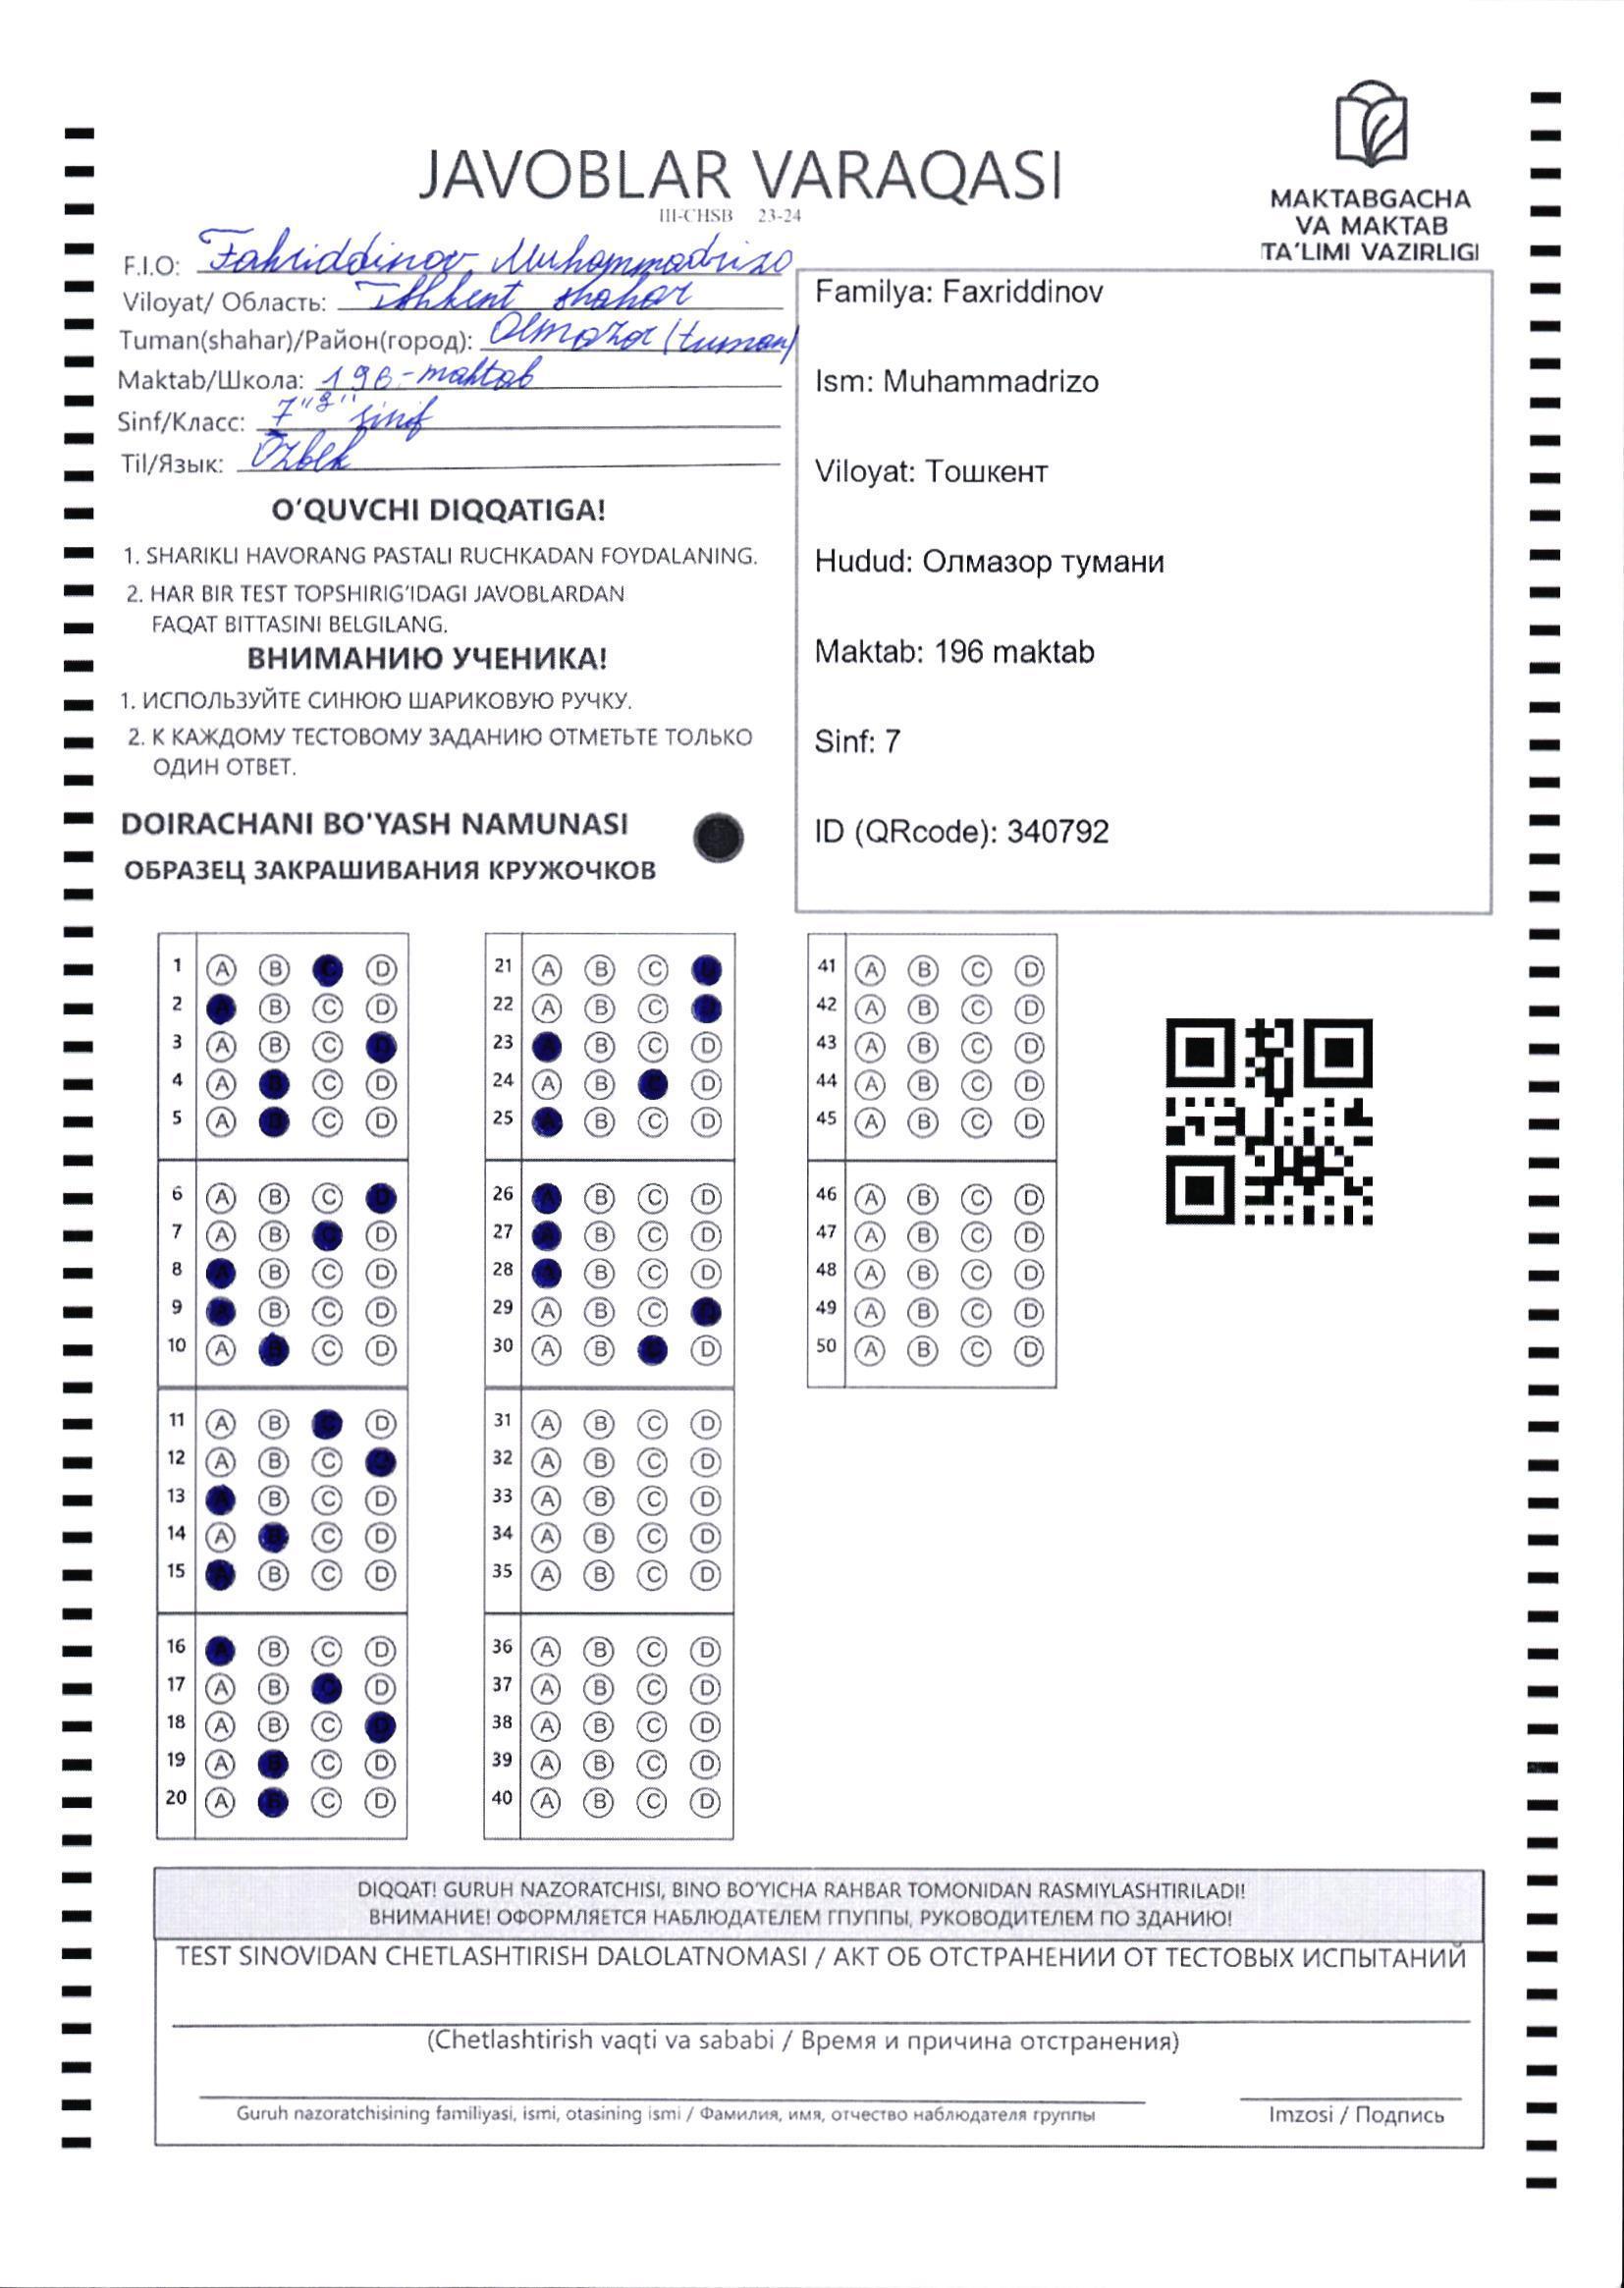 JAVOBLAR VARAQASI
III-CHSB 23-24
MAKTABGACHA
VA MAKTAB
TA'LIMI VAZIRLIGI
F.I.O: Fahriddinov Muhammadrizo
Viloyat/ Область: Tshkent shahar
Tuman(shahar)/Район(город): Olmazor (tuman)
Maktab/Школа: 196-maktab
Sinf/Класс: 7 sinif
Til/Язык: Ozbek
O‘QUVCHI DIQQATIGA!
1. SHARIKLI HAVORANG PASTALI RUCHKADAN FOYDALANING.
2. HAR BIR TEST TOPSHIRIG‘IDAGI JAVOBLARDAN
FAQAT BITTASINI BELGILANG.
ВНИМАНИЮ УЧЕНИКА!
1. ИСПОЛЬЗУЙТЕ СИНЮЮ ШАРИКОВУЮ РУЧКУ.
2. К КАЖДОМУ ТЕСТОВОМУ ЗАДАНИЮ ОТМЕТЬТЕ ТОЛЬКО
ОДИН ОТВЕТ.
DOIRACHANI BO'YASH NAMUNASI
ОБРАЗЕЦ ЗАКРАШИВАНИЯ КРУЖОЧКОВ
Familya: Faxriddinov
Ism: Muhammadrizo
Viloyat: Тошкент
Hudud: Олмазор тумани
Maktab: 196 maktab
Sinf: 7
ID (QRcode): 340792
1 A B C D
2 A B C D
3 A B C D
4 A B C D
5 A B C D
6 A B C D
7 A B C D
8 A B C D
9 A B C D
10 A B C D
11 A B C D
12 A B C D
13 A B C D
14 A B C D
15 A B C D
16 A B C D
17 A B C D
18 A B C D
19 A B C D
20 A B C D
21 A B C D
22 A B C D
23 A B C D
24 A B C D
25 A B C D
26 A B C D
27 A B C D
28 A B C D
29 A B C D
30 A B C D
31 A B C D
32 A B C D
33 A B C D
34 A B C D
35 A B C D
36 A B C D
37 A B C D
38 A B C D
39 A B C D
40 A B C D
41 A B C D
42 A B C D
43 A B C D
44 A B C D
45 A B C D
46 A B C D
47 A B C D
48 A B C D
49 A B C D
50 A B C D
DIQQAT! GURUH NAZORATCHISI, BINO BO'YICHA RAHBAR TOMONIDAN RASMIYLASHTIRILADI!
ВНИМАНИЕ! ОФОРМЛЯЕТСЯ НАБЛЮДАТЕЛЕМ ГПУППЫ, РУКОВОДИТЕЛЕМ ПО ЗДАНИЮ!
TEST SINOVIDAN CHETLASHTIRISH DALOLATNOMASI / АКТ ОБ ОТСТРАНЕНИИ ОТ ТЕСТОВЫХ ИСПЫТАНИЙ
(Chetlashtirish vaqti va sababi / Время и причина отстранения)
Guruh nazoratchisining familiyasi, ismi, otasining ismi / Фамилия, имя, отчество наблюдателя группы
Imzosi / Подпись